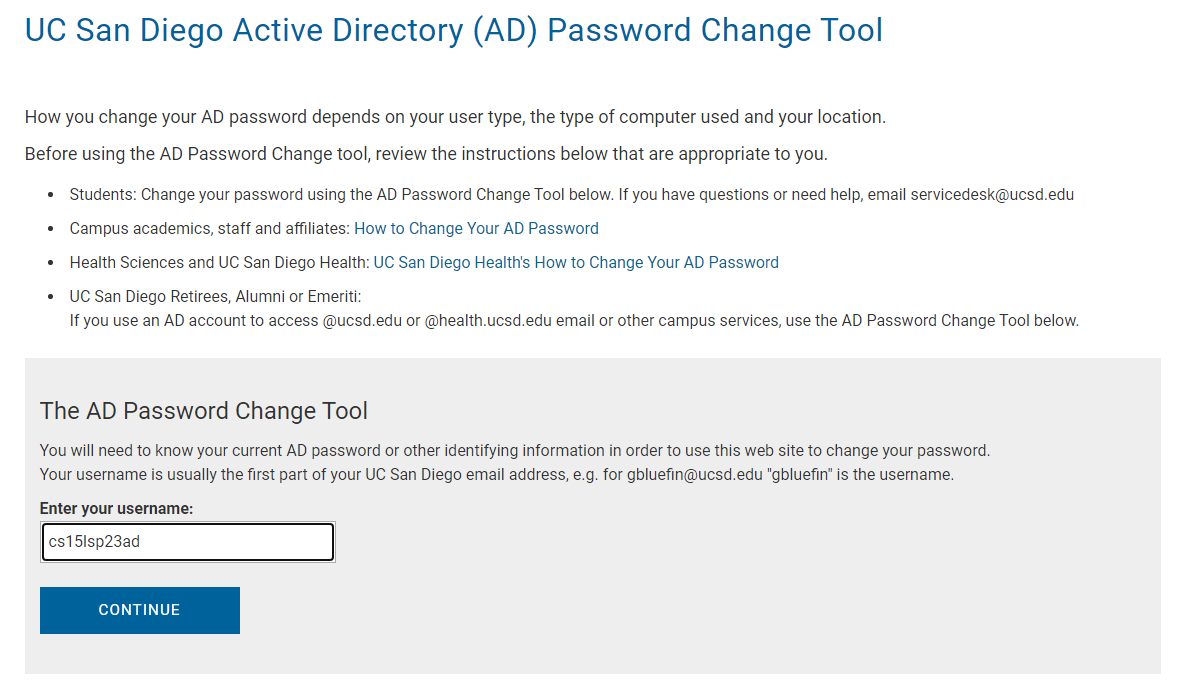 UC San Diego Active Directory (AD) Password Change Tool
How you change your AD password depends on your user type, the type of computer used and your location.
Before using the AD Password Change tool, review the instructions below that are appropriate to you.
• Students: Change your password using the AD Password Change Tool below. If you have questions or need help, email servicedesk@ucsd.edu
• Campus academics, staff and affiliates: How to Change Your AD Password
• Health Sciences and UC San Diego Health: UC San Diego Health's How to Change Your AD Password
• UC San Diego Retirees, Alumni or Emeriti:
If you use an AD account to access @ucsd.edu or @health.ucsd.edu email or other campus services, use the AD Password Change Tool below.
The AD Password Change Tool
You will need to know your current AD password or other identifying information in order to use this web site to change your password.
Your username is usually the first part of your UC San Diego email address, e.g. for gbluefin@ucsd.edu "gbluefin" is the username.
Enter your username:
cs15lsp23ad
CONTINUE